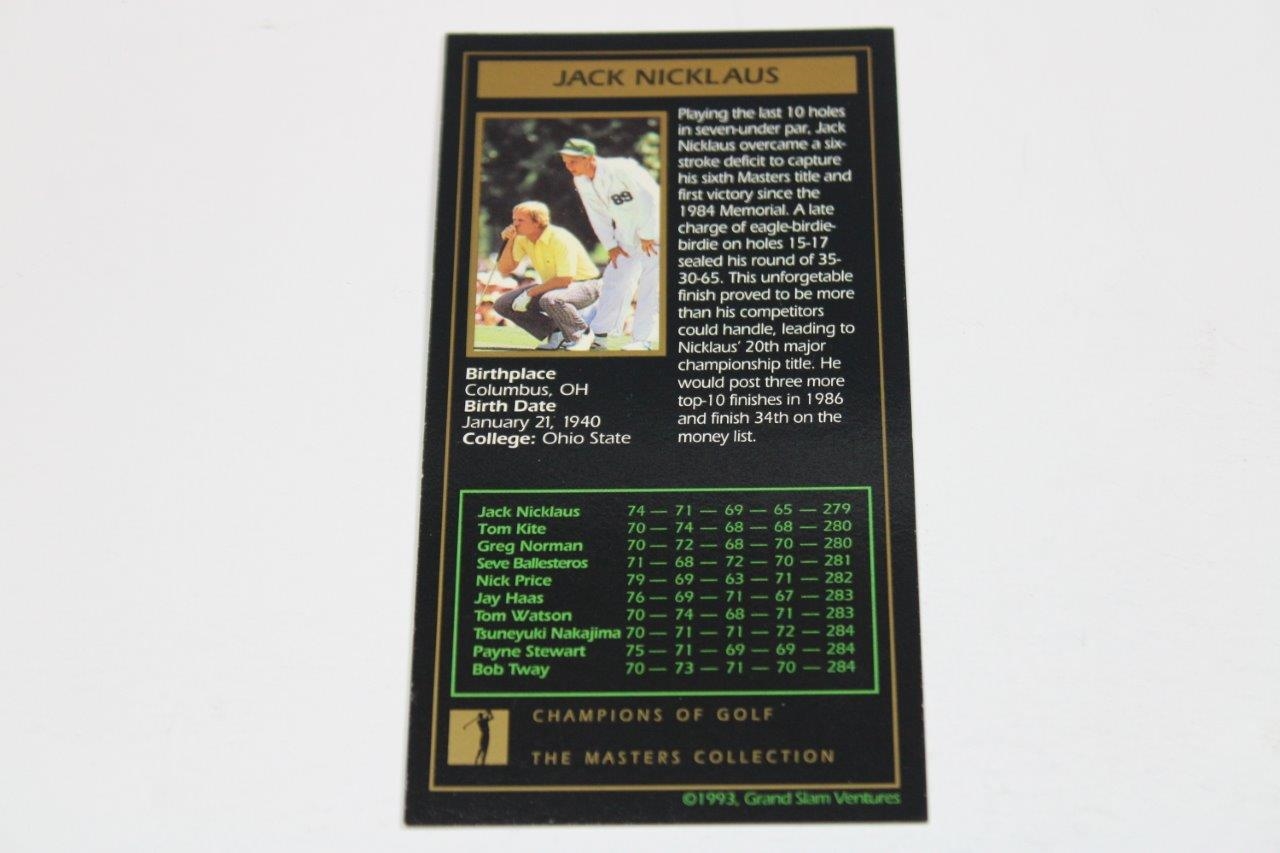 JACK NICKLAUS
Playing the last 10 holes
in seven-under par, Jack
Nicklaus overcame a six-
stroke deficit to capture
his sixth Masters title and
first victory since the
1984 Memorial. A late
charge of eagle-birdie-
birdie on holes 15-17
sealed his round of 35-
30-65. This unforgetable
finish proved to be more
than his competitors
could handle, leading to
Nicklaus' 20th major
championship title. He
would post three more
top-10 finishes in 1986
and finish 34th on the
money list.
89
Birthplace
Columbus, OH
Birth Date
January 21, 1940
College: Ohio State
Jack Nicklaus 74 — 71 — 69 — 65 — 279
Tom Kite 70 — 74 — 68 — 68 — 280
Greg Norman 70 — 72 — 68 — 70 — 280
Seve Ballesteros 71 — 68 — 72 — 70 — 281
Nick Price 79 — 69 — 63 — 71 — 282
Jay Haas 76 — 69 — 71 — 67 — 283
Tom Watson 70 — 74 — 68 — 71 — 283
Tsuneyuki Nakajima 70 — 71 — 71 — 72 — 284
Payne Stewart 75 — 71 — 69 — 69 — 284
Bob Tway 70 — 73 — 71 — 70 — 284
CHAMPIONS OF GOLF
THE MASTERS COLLECTION
©1993, Grand Slam Ventures